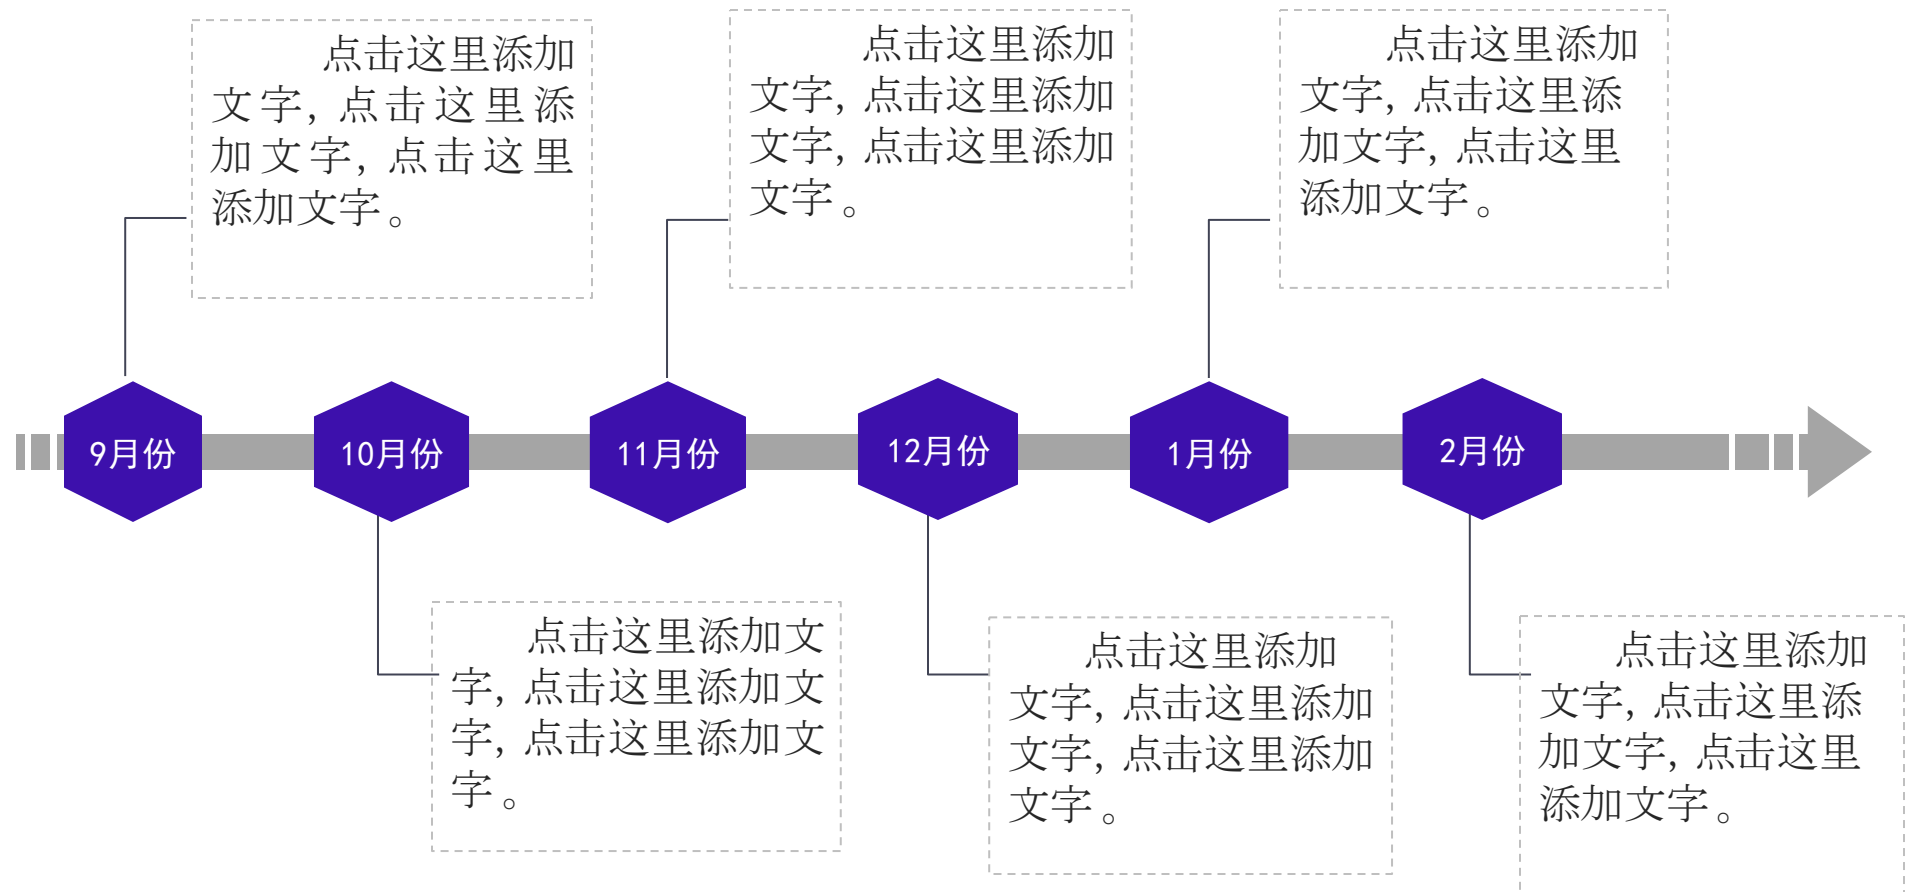 点击这里添加
文字，点击这里添
加文字，点击这里
添加文字。
点击这里添加
文字，点击这里添加
文字，点击这里添加
文字。
点击这里添加
文字，点击这里添
加文字，点击这里
添加文字。
9月份
10月份
11月份
12月份
1月份
2月份
点击这里添加文
字，点击这里添加文
字，点击这里添加文
字。
点击这里添加
文字，点击这里添加
文字，点击这里添加
文字。
点击这里添加
文字，点击这里添
加文字，点击这里
添加文字。